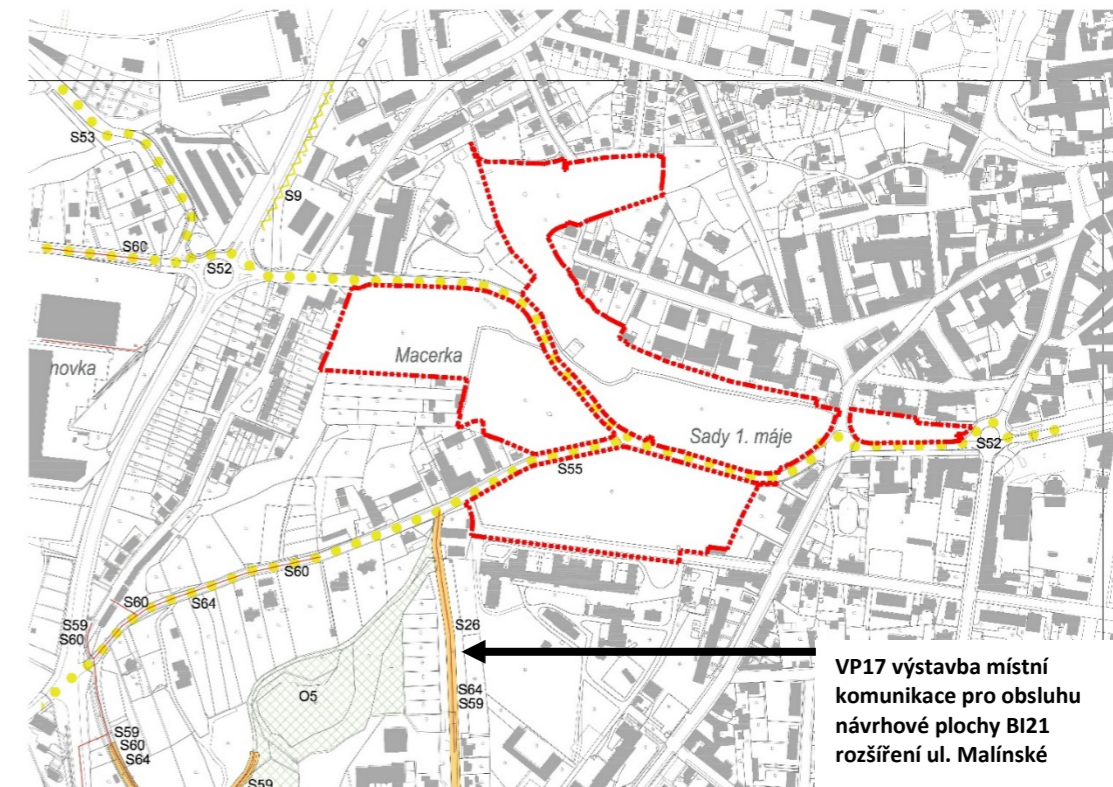 S53
S9
S60
S52
novka
Macerka
Sady 1. máje
S52
S55
S60
S64
S60
S59
S60
S26
O5
S64
S59
S59
S60
S64
S59
VP17 výstavba místní
komunikace pro obsluhu
návrhové plochy BI21
rozšíření ul. Malínské